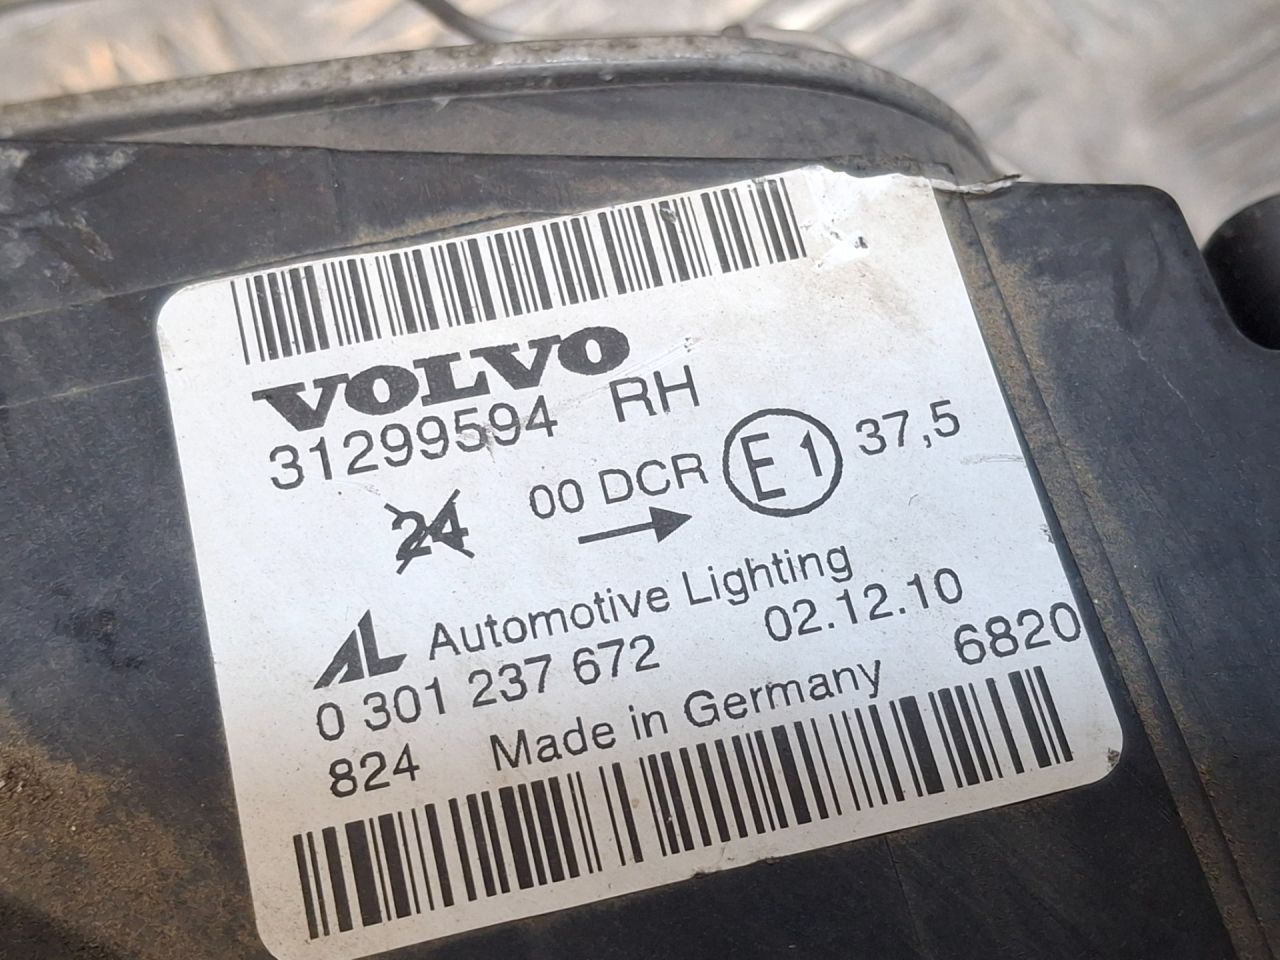 VOLVO
31299594 RH
24 00 DCR E1 37,5
AL Automotive Lighting
0 301 237 672 02.12.10
824 Made in Germany 6820